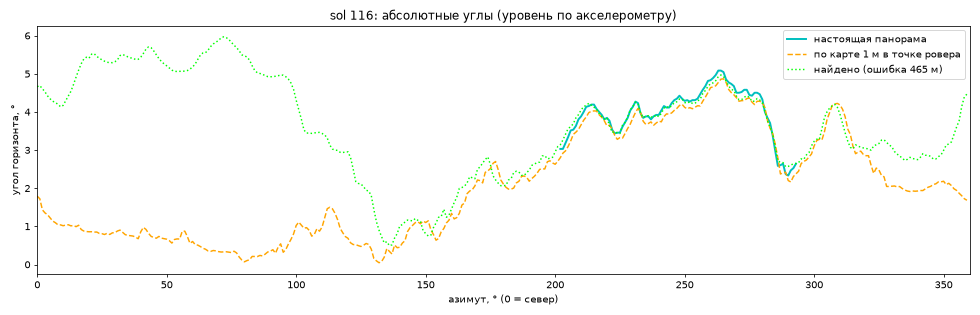 sol 116: абсолютные углы (уровень по акселерометру)
настоящая панорама
по карте 1 м в точке ровера
найдено (ошибка 465 м)
угол горизонта, °
6
5
4
3
2
1
0
0
50
100
150
200
250
300
350
азимут, ° (0 = север)